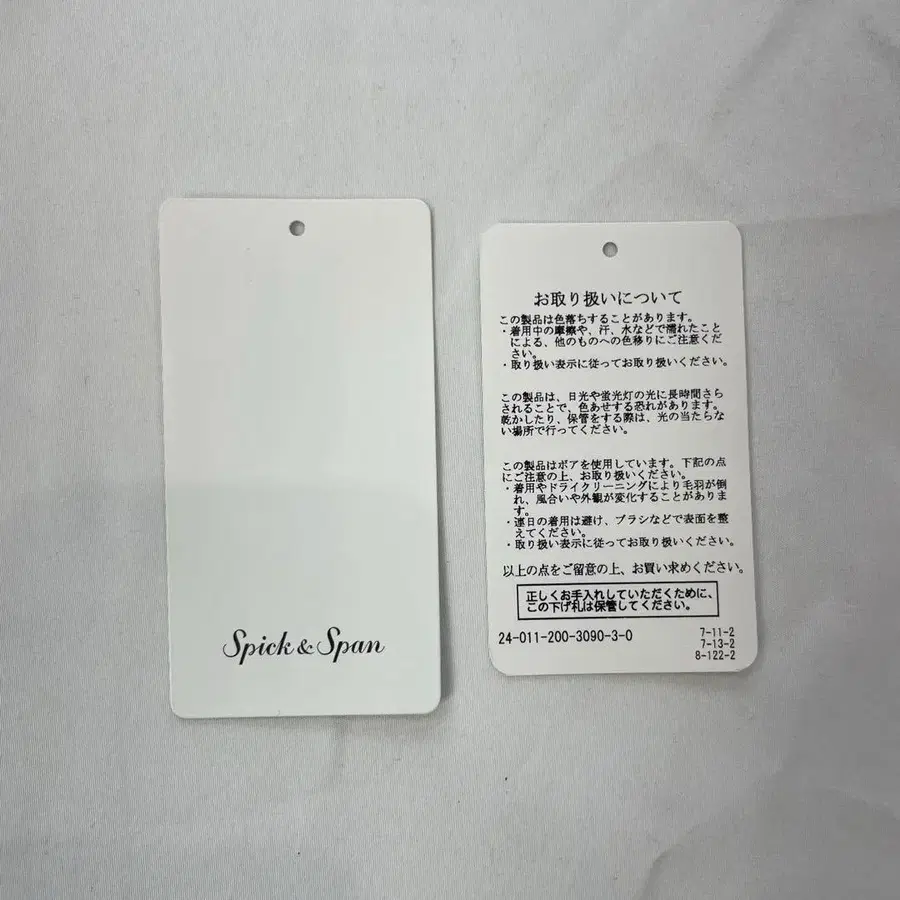 Spick & Span
お取り扱いについて
この製品は色落ちすることがあります。
・着用中の摩擦や、汗、水などで濡れたこと
による、他のものへの色移りにご注意くだ
さい。
・取り扱い表示に従ってお取り扱いください。
この製品は、日光や蛍光灯の光に長時間さら
されることで、色あせする恐れがあります。
乾かしたり、保管をする際は、光の当たらな
い場所で行ってください。
この製品はボアを使用しています。下記の点
にご注意の上、お取り扱いください。
・着用やドライクリーニングにより毛羽が倒
れ、風合いや外観が変化することがありま
す。
・連日の着用は避け、ブラシなどで表面を整
えてください。
・取り扱い表示に従ってお取り扱いください。
以上の点をご留意の上、お買い求めください。
正しくお手入れしていただくために、
この下げ札は保管してください。
24-011-200-3090-3-0
7-11-2
7-13-2
8-122-2